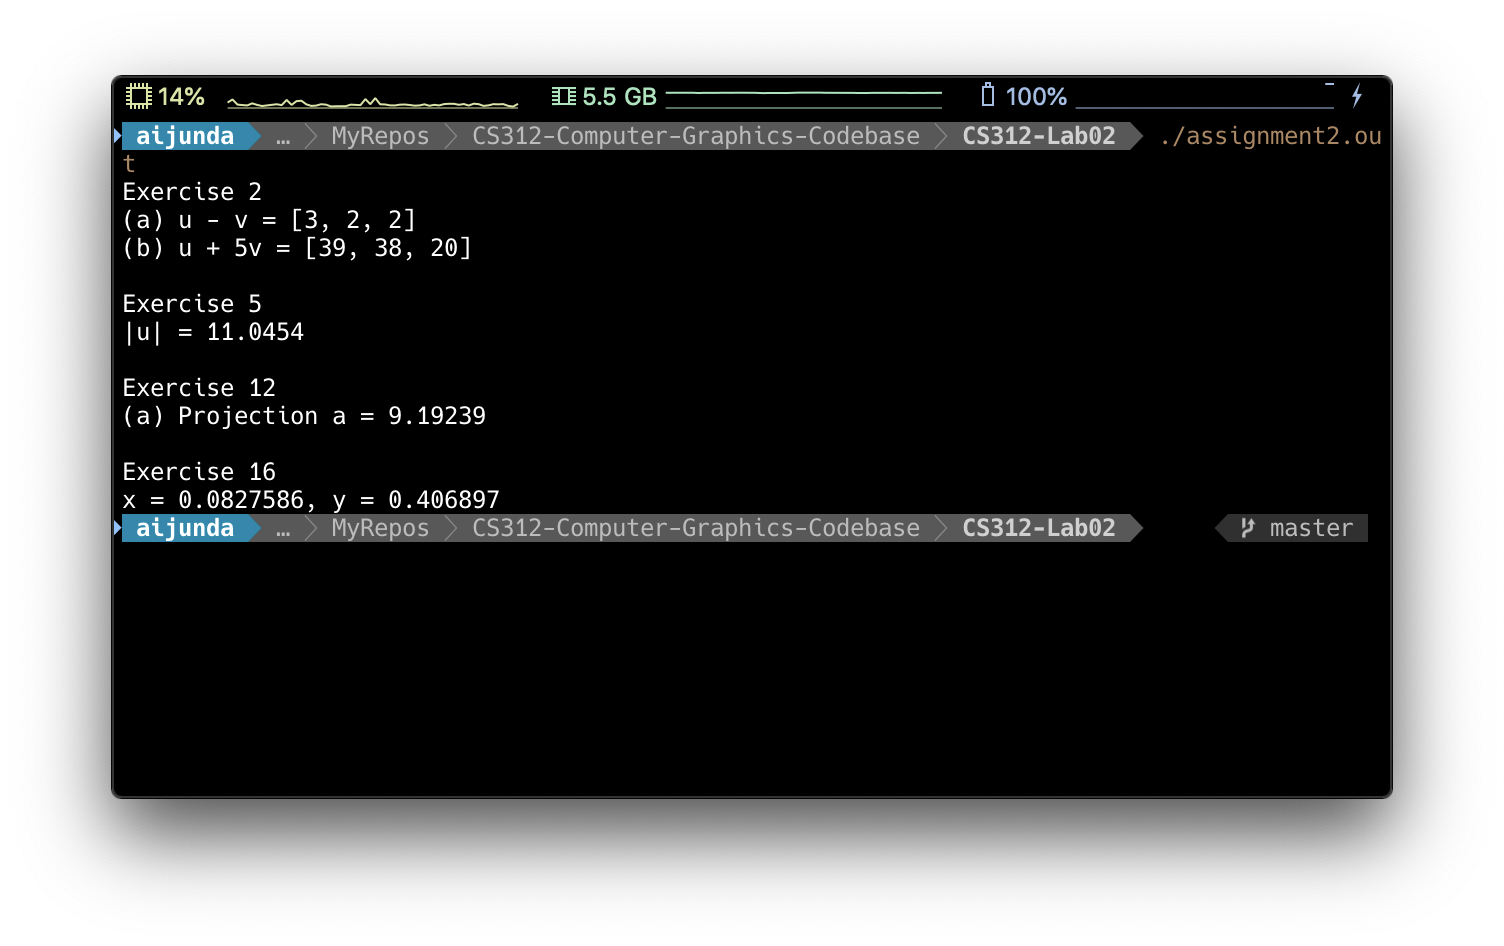 14% 5.5 GB 100%
aijunda … MyRepos CS312-Computer-Graphics-Codebase CS312-Lab02 ./assignment2.ou
t
Exercise 2
(a) u - v = [3, 2, 2]
(b) u + 5v = [39, 38, 20]
Exercise 5
|u| = 11.0454
Exercise 12
(a) Projection a = 9.19239
Exercise 16
x = 0.0827586, y = 0.406897
aijunda … MyRepos CS312-Computer-Graphics-Codebase CS312-Lab02 master